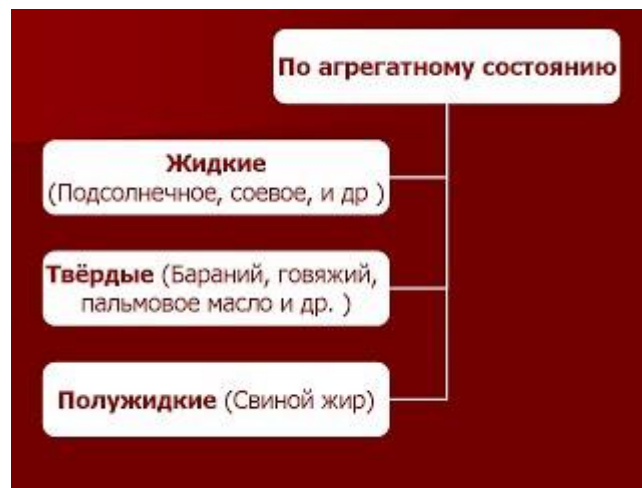 По агрегатному состоянию
Жидкие
(Подсолнечное, соевое, и др )
Твёрдые (Бараний, говяжий,
пальмовое масло и др. )
Полужидкие (Свиной жир)